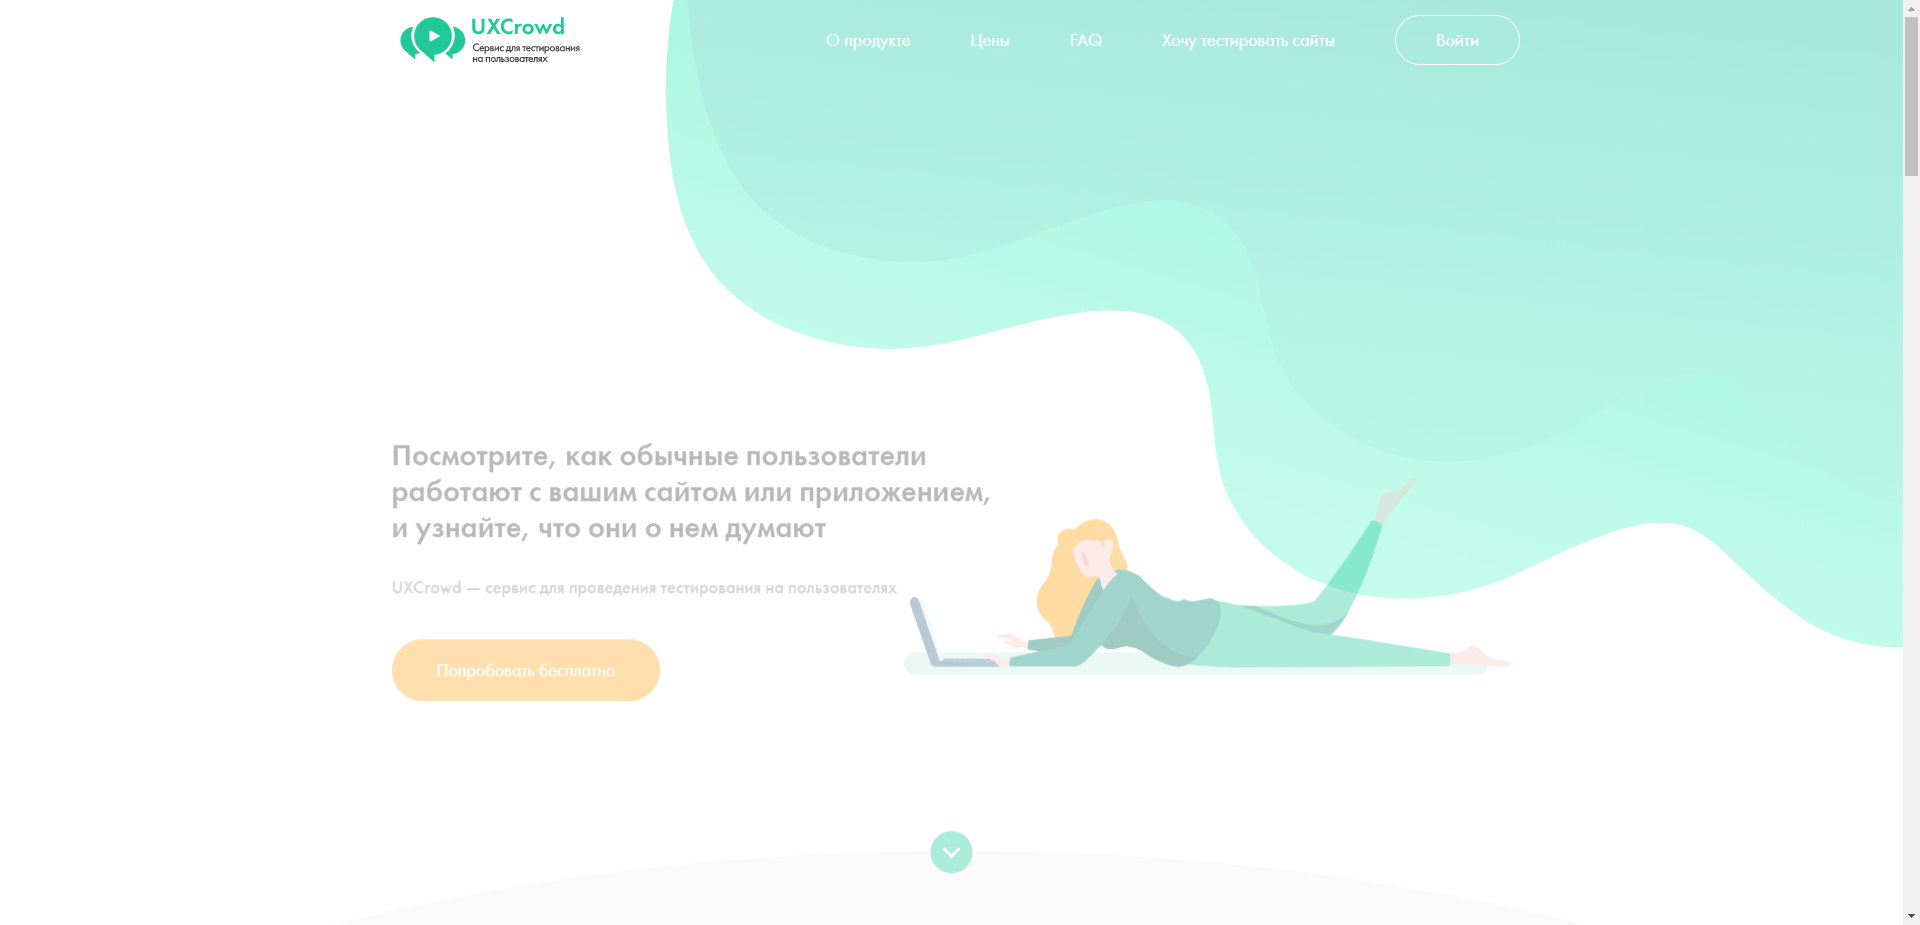 UXCrowd
Сервис для тестирования
на пользователях
О продукте
Цены
FAQ
Хочу тестировать сайты
Войти
Посмотрите, как обычные пользователи
работают с вашим сайтом или приложением,
и узнайте, что они о нем думают
UXCrowd — сервис для проведения тестирования на пользователях
Попробовать бесплатно